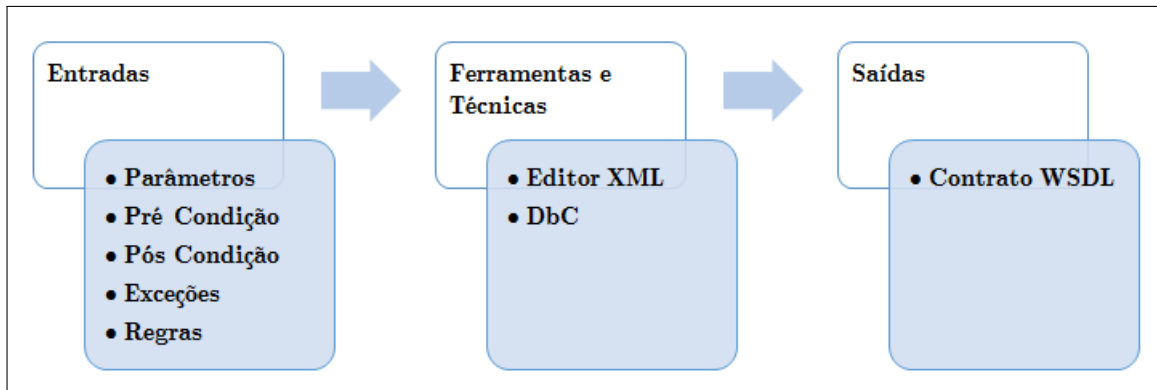 Entradas
• Parâmetros
• Pré Condição
• Pós Condição
• Exceções
• Regras
Ferramentas e
Técnicas
• Editor XML
• DbC
Saídas
• Contrato WSDL